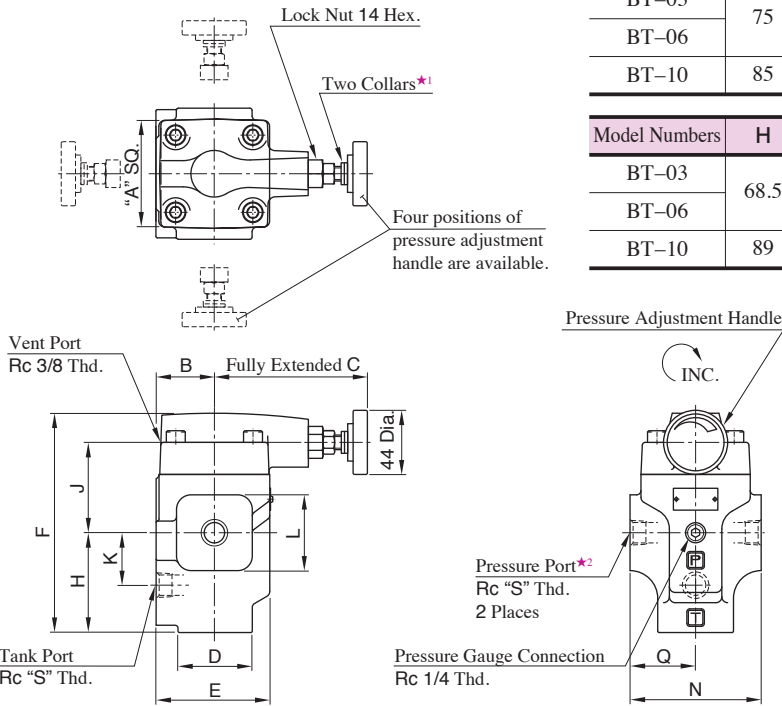 Lock Nut 14 Hex.
Two Collars★1
"A" SQ.
Four positions of
pressure adjustment
handle are available.
75
BT–06
BT–10 85
Model Numbers H
BT–03
68.5
BT–06
BT–10 89
Vent Port
Rc 3/8 Thd.
B
Fully Extended C
44 Dia.
F
J
H
K
L
Tank Port
Rc “S” Thd.
D
E
Pressure Adjustment Handle
INC.
Pressure Port★2
Rc “S” Thd.
2 Places
P
T
Pressure Gauge Connection
Rc 1/4 Thd.
Q
N